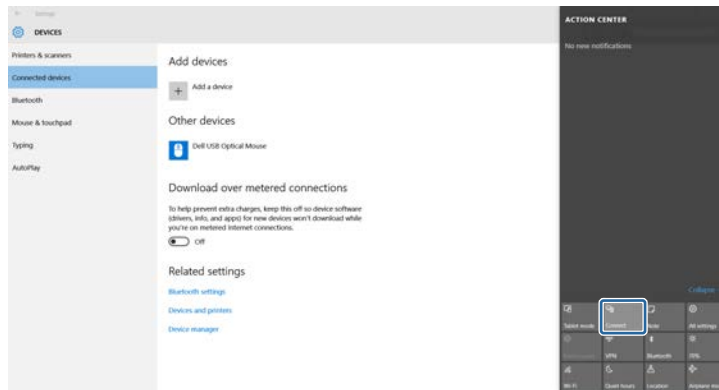 Settings
DEVICES
Printers & scanners
Connected devices
Bluetooth
Mouse & touchpad
Typing
AutoPlay
Add devices
Add a device
Other devices
Dell USB Optical Mouse
Download over metered connections
To help prevent extra charges, keep this off so device software
(drivers, info, and apps) for new devices won't download while
you're on metered Internet connections.
Off
Related settings
Bluetooth settings
Devices and printers
Device manager
ACTION CENTER
No new notifications
Collapse
Tablet mode Connect Note All settings
VPN Bluetooth 70%
Wi-Fi Quiet hours Location Airplane mo